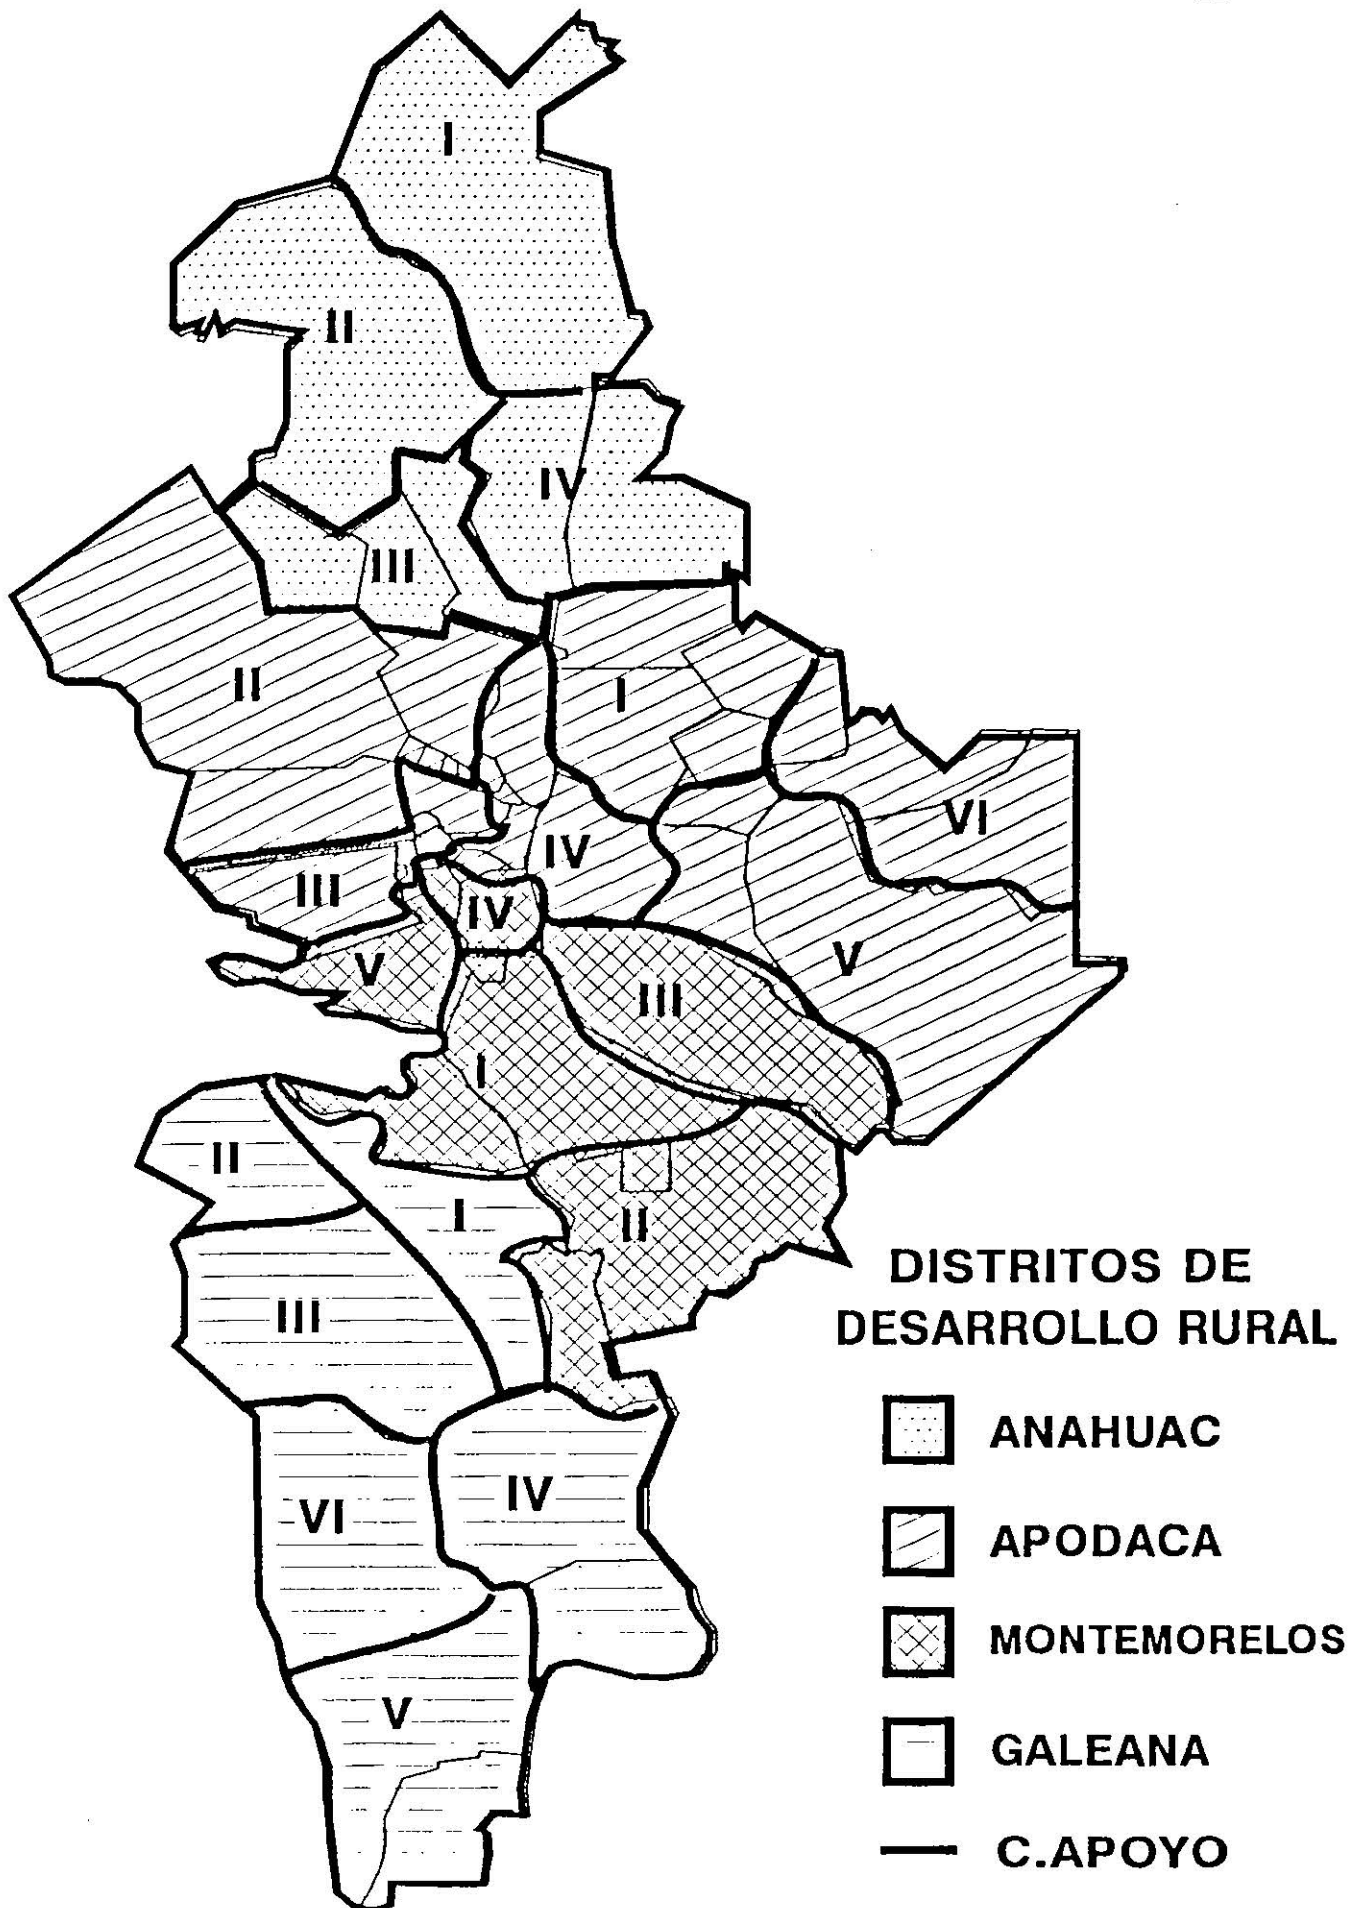 I
II
IV
III
II
I
VI
IV
III
IV
V
V
III
I
II
I
II
III
IV
VI
V
DISTRITOS DE
DESARROLLO RURAL
ANAHUAC
APODACA
MONTEMORELOS
GALEANA
C.APOYO